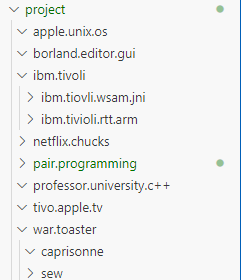 project
apple.unix.os
borland.editor.gui
ibm.tivoli
ibm.tiovli.wsam.jni
ibm.tivioli.rtt.arm
netflix.chucks
pair.programming
professor.university.c++
tivo.apple.tv
war.toaster
caprisonne
sew